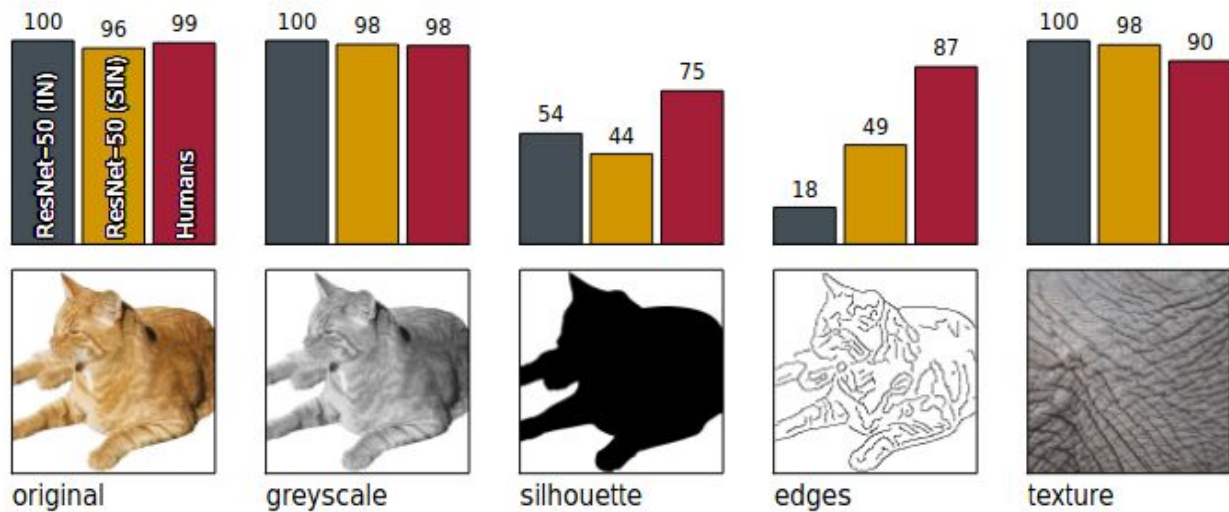 100 96 99
100 98 98
54 44 75
18 49 87
100 98 90
ResNet-50 (IN)
ResNet-50 (SIN)
Humans
original
greyscale
silhouette
edges
texture